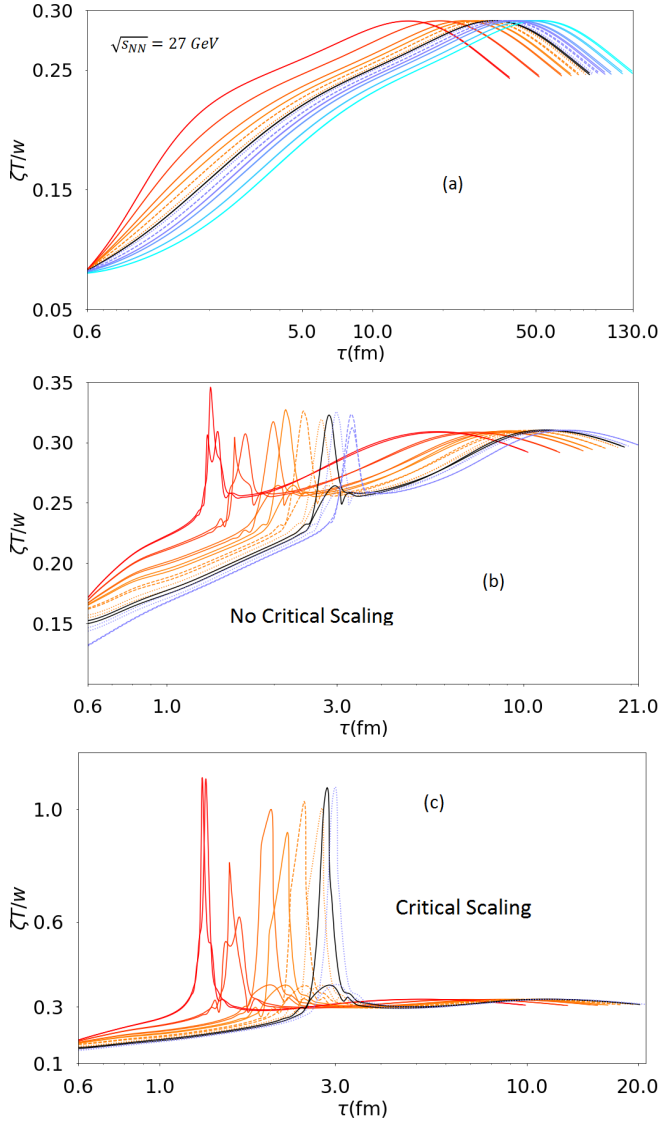 0.30
√s_NN = 27 GeV
0.25
ζT/w
0.15
(a)
0.05
0.6 5.0 10.0 50.0 130.0
τ(fm)
0.35
0.30
0.25
ζT/w
0.20
(b)
0.15
No Critical Scaling
0.6 1.0 3.0 10.0 21.0
τ(fm)
(c)
1.0
ζT/w
Critical Scaling
0.6
0.3
0.1
0.6 1.0 3.0 10.0 20.0
τ(fm)